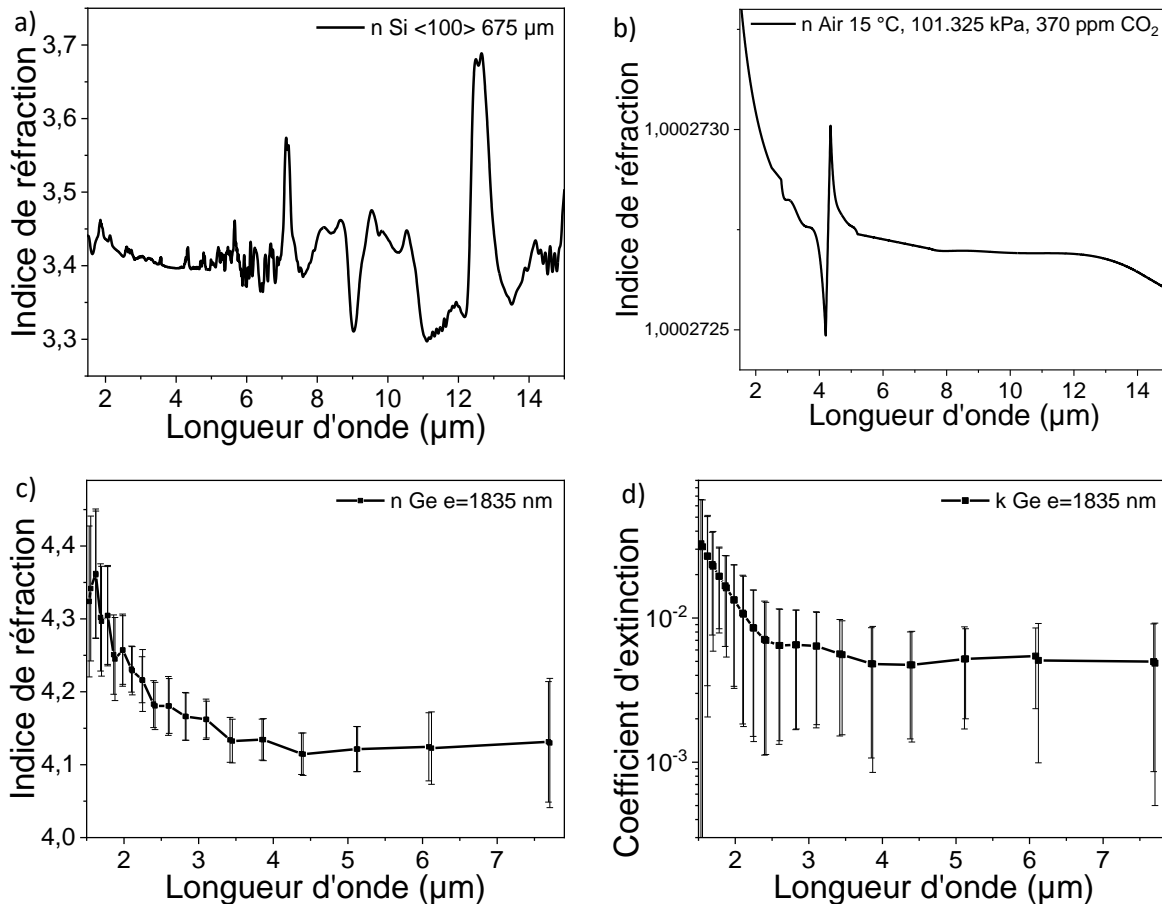 a)
n Si <100> 675 µm
3,7
3,6
3,5
3,4
3,3
Indice de réfraction
2 4 6 8 10 12 14
Longueur d'onde (µm)
b)
n Air 15 °C, 101.325 kPa, 370 ppm CO2
1,0002730
1,0002725
Indice de réfraction
2 4 6 8 10 12 14
Longueur d'onde (µm)
c)
n Ge e=1835 nm
4,4
4,3
4,2
4,1
4,0
Indice de réfraction
2 3 4 5 6 7
Longueur d'onde (µm)
d)
k Ge e=1835 nm
10-2
10-3
Coefficient d'extinction
2 3 4 5 6 7
Longueur d'onde (µm)